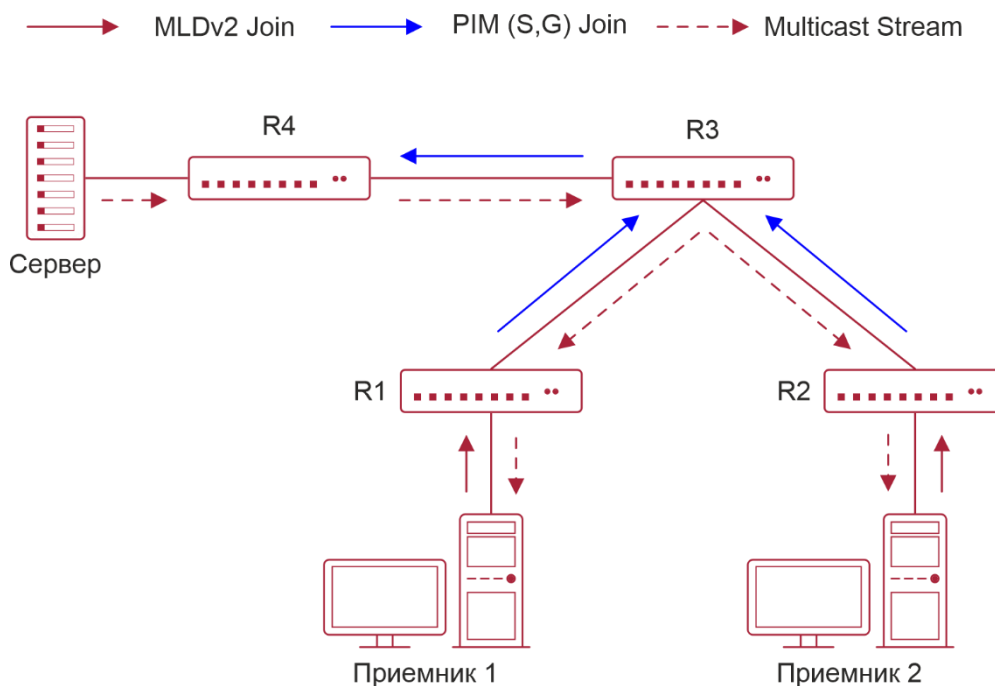 MLDv2 Join PIM (S,G) Join Multicast Stream
R4
R3
Сервер
R1
R2
Приемник 1
Приемник 2